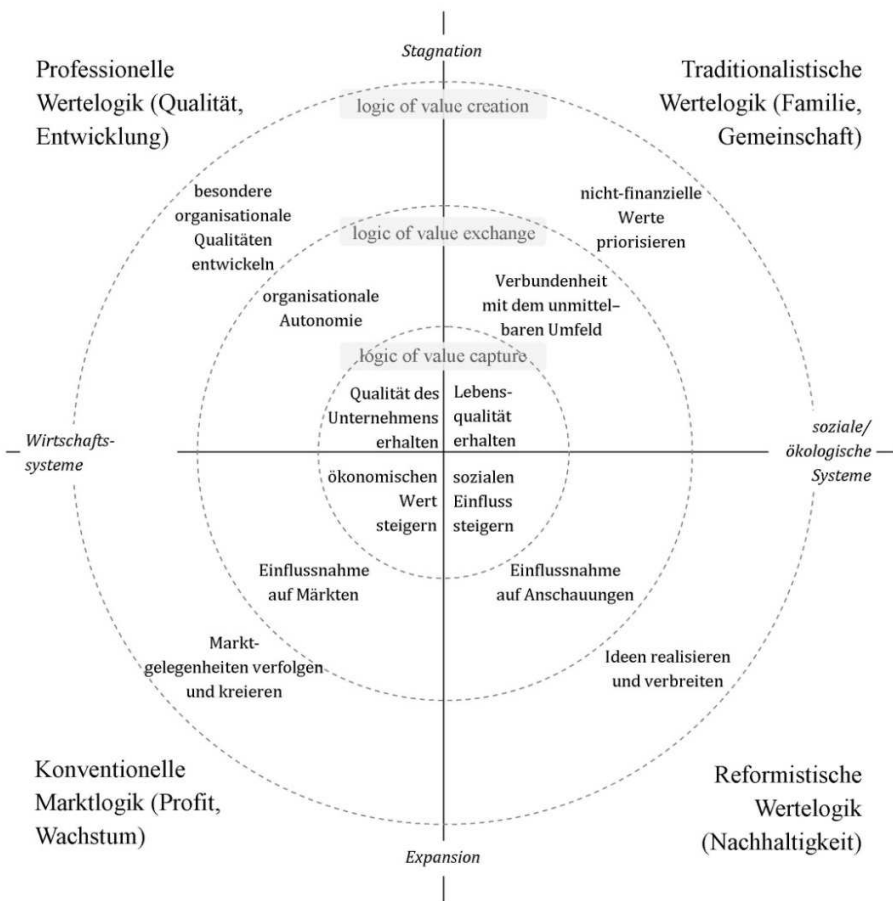 Stagnation
Professionelle
Wertelogik (Qualität,
Entwicklung)
Traditionalistische
Wertelogik (Familie,
Gemeinschaft)
logic of value creation
besondere
organisationale
Qualitäten
entwickeln
nicht-finanzielle
Werte
priorisieren
logic of value exchange
organisationale
Autonomie
Verbundenheit
mit dem unmittel–
baren Umfeld
logic of value capture
Qualität des
Unternehmens
erhalten
Lebens-
qualität
erhalten
Wirtschafts-
systeme
soziale/
ökologische
Systeme
ökonomischen
Wert
steigern
sozialen
Einfluss
steigern
Einflussnahme
auf Märkten
Einflussnahme
auf Anschauungen
Markt-
gelegenheiten verfolgen
und kreieren
Ideen realisieren
und verbreiten
Konventionelle
Marktlogik (Profit,
Wachstum)
Reformistische
Wertelogik
(Nachhaltigkeit)
Expansion